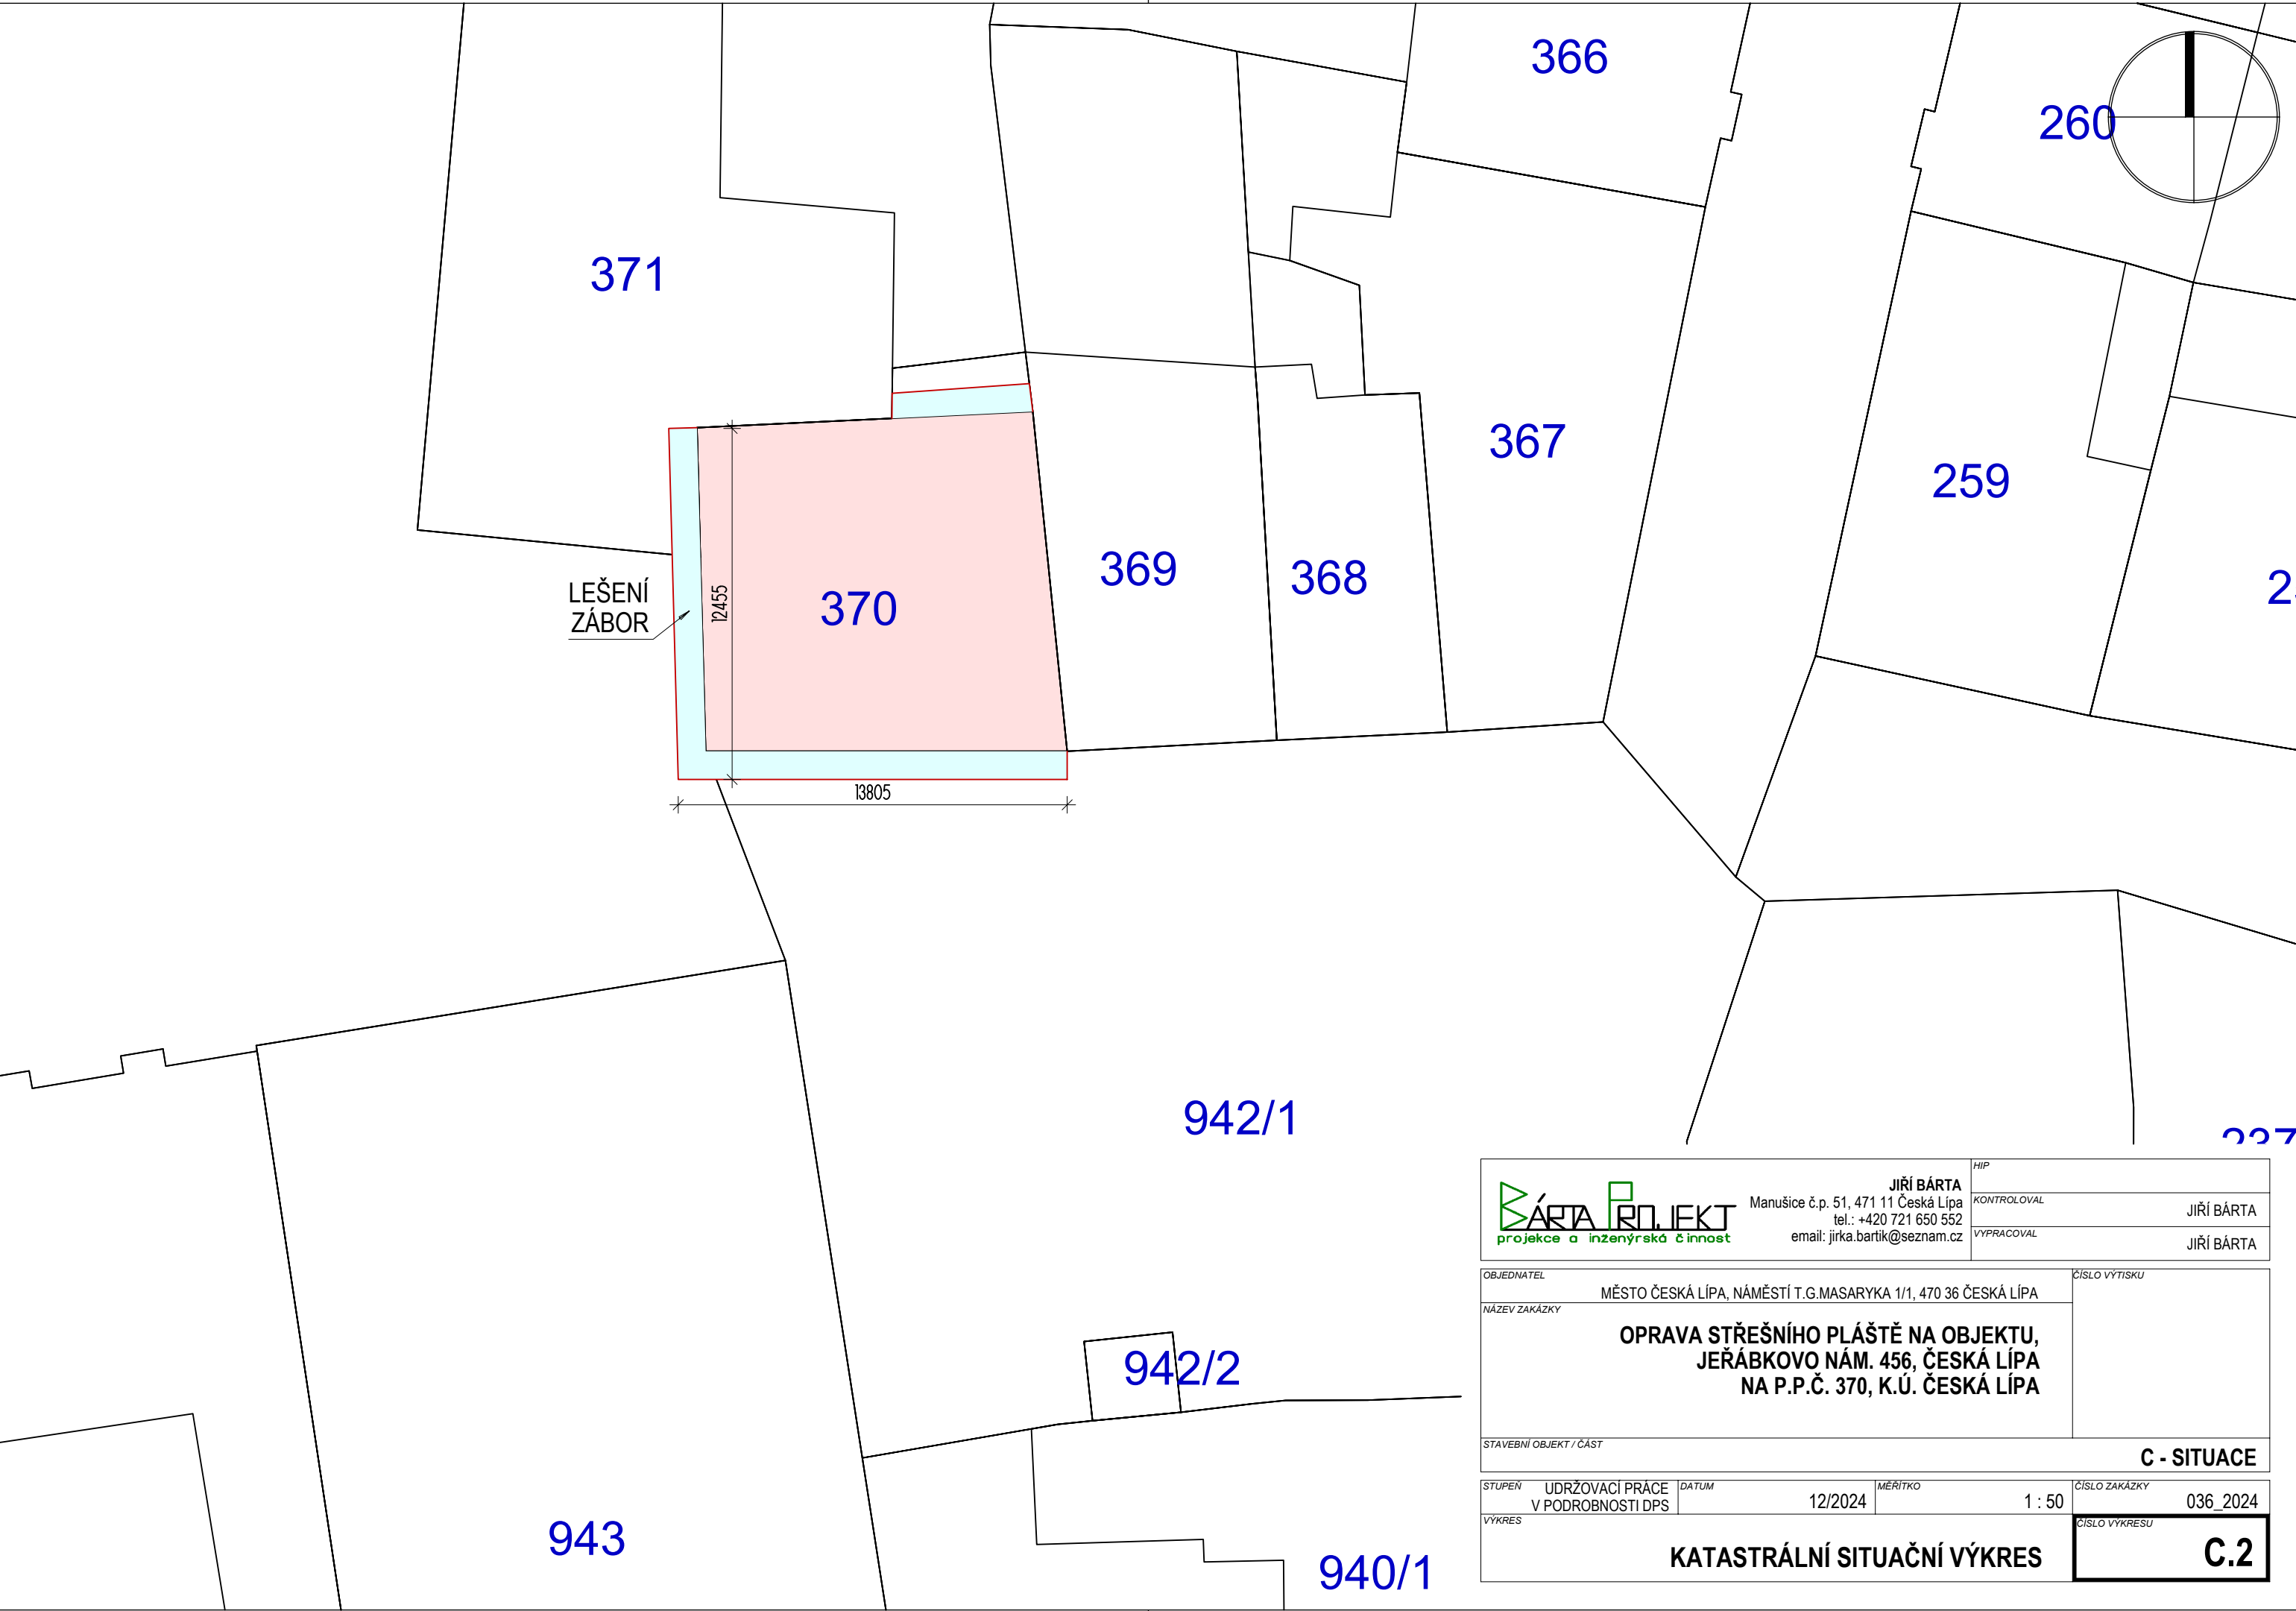 366
260
371
367
259
369
368
370
LEŠENÍ
ZÁBOR
12455
13805
942/1
942/2
943
940/1
BÁRTA PROJEKT
projekce a inženýrská činnost
JIŘÍ BÁRTA
Manušice č.p. 51, 471 11 Česká Lípa
tel.: +420 721 650 552
email: jirka.bartik@seznam.cz
HIP
KONTROLOVAL
JIŘÍ BÁRTA
VYPRACOVAL
JIŘÍ BÁRTA
OBJEDNATEL
MĚSTO ČESKÁ LÍPA, NÁMĚSTÍ T.G.MASARYKA 1/1, 470 36 ČESKÁ LÍPA
ČÍSLO VÝTISKU
NÁZEV ZAKÁZKY
OPRAVA STŘEŠNÍHO PLÁŠTĚ NA OBJEKTU,
JEŘÁBKOVO NÁM. 456, ČESKÁ LÍPA
NA P.P.Č. 370, K.Ú. ČESKÁ LÍPA
STAVEBNÍ OBJEKT / ČÁST
C - SITUACE
STUPEŇ
UDRŽOVACÍ PRÁCE
V PODROBNOSTI DPS
DATUM
12/2024
MĚŘÍTKO
1 : 50
ČÍSLO ZAKÁZKY
036_2024
VÝKRES
KATASTRÁLNÍ SITUAČNÍ VÝKRES
ČÍSLO VÝKRESU
C.2